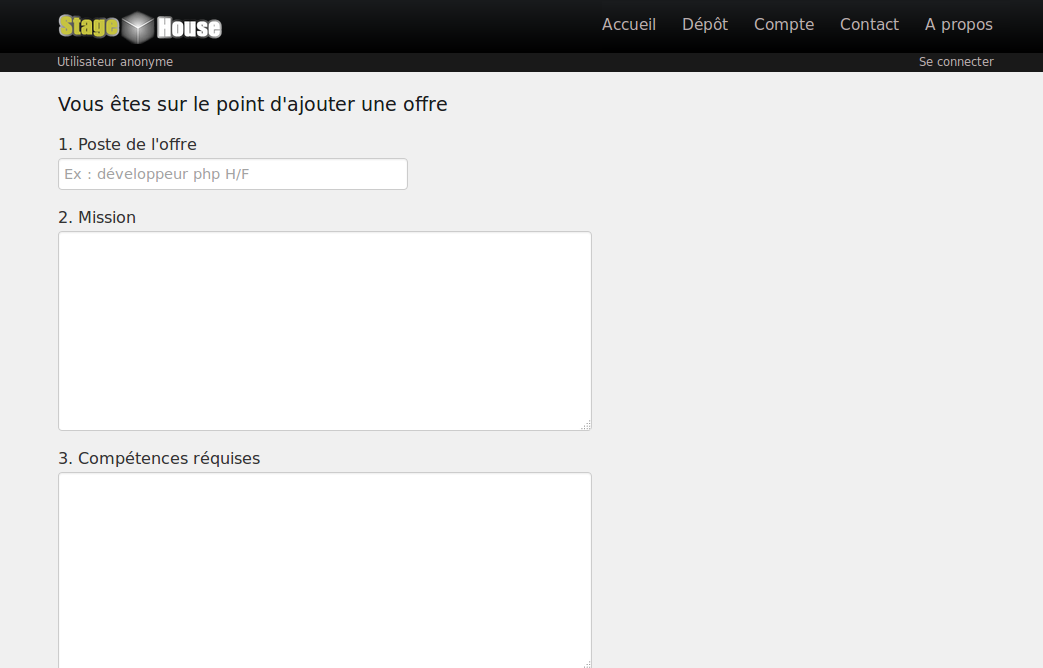 Stage House
Accueil Dépôt Compte Contact A propos
Utilisateur anonyme Se connecter
Vous êtes sur le point d'ajouter une offre
1. Poste de l'offre
Ex : développeur php H/F
2. Mission
3. Compétences réquises